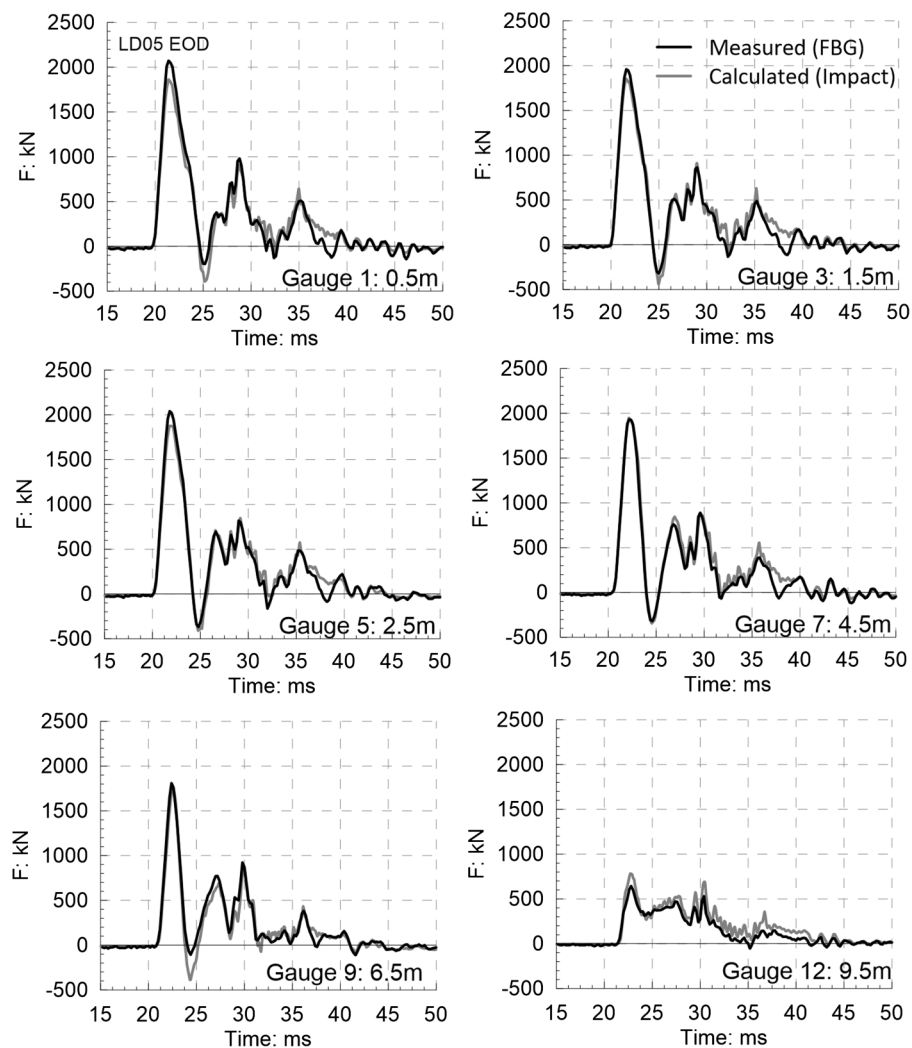 LD05 EOD
Measured (FBG)
Calculated (Impact)
2500
2000
1500
1000
500
0
-500
F: kN
15 20 25 30 35 40 45 50
Time: ms
Gauge 1: 0.5m
2500
2000
1500
1000
500
0
-500
F: kN
15 20 25 30 35 40 45 50
Time: ms
Gauge 3: 1.5m
2500
2000
1500
1000
500
0
-500
F: kN
15 20 25 30 35 40 45 50
Time: ms
Gauge 5: 2.5m
2500
2000
1500
1000
500
0
-500
F: kN
15 20 25 30 35 40 45 50
Time: ms
Gauge 7: 4.5m
2500
2000
1500
1000
500
0
-500
F: kN
15 20 25 30 35 40 45 50
Time: ms
Gauge 9: 6.5m
2500
2000
1500
1000
500
0
-500
F: kN
15 20 25 30 35 40 45 50
Time: ms
Gauge 12: 9.5m